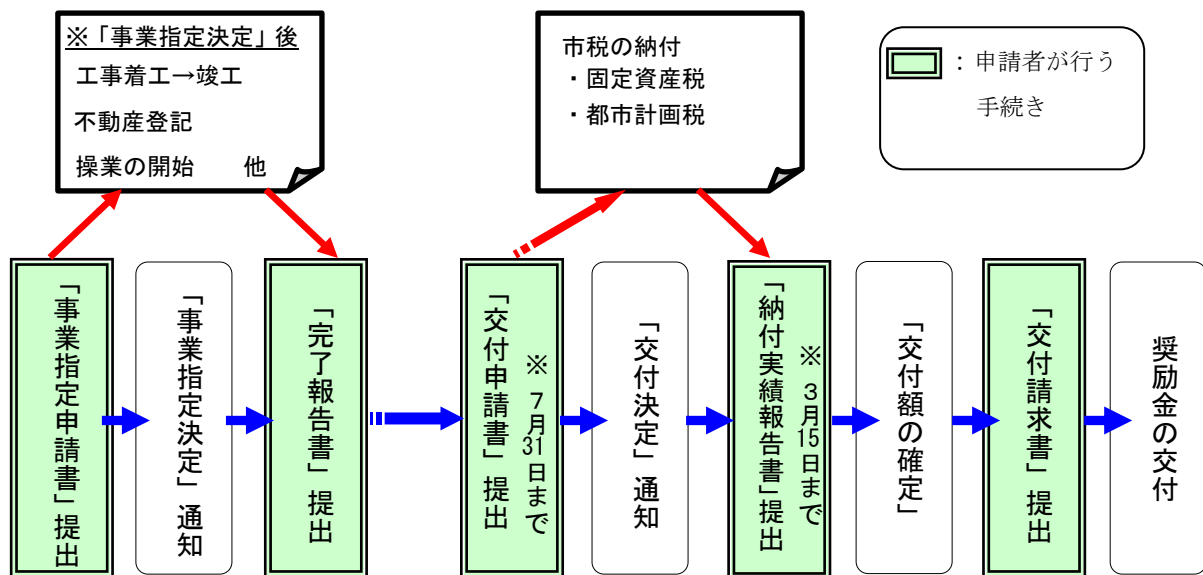 ※「事業指定決定」後
工事着工→竣工
不動産登記
操業の開始　他
市税の納付
・固定資産税
・都市計画税
：申請者が行う
手続き
「事業指定申請書」提出
「事業指定決定」通知
「完了報告書」提出
「交付申請書」提出
※ 7月31日まで
「交付決定」通知
「納付実績報告書」提出
※ 3月15日まで
「交付額の確定」
「交付請求書」提出
奨励金の交付